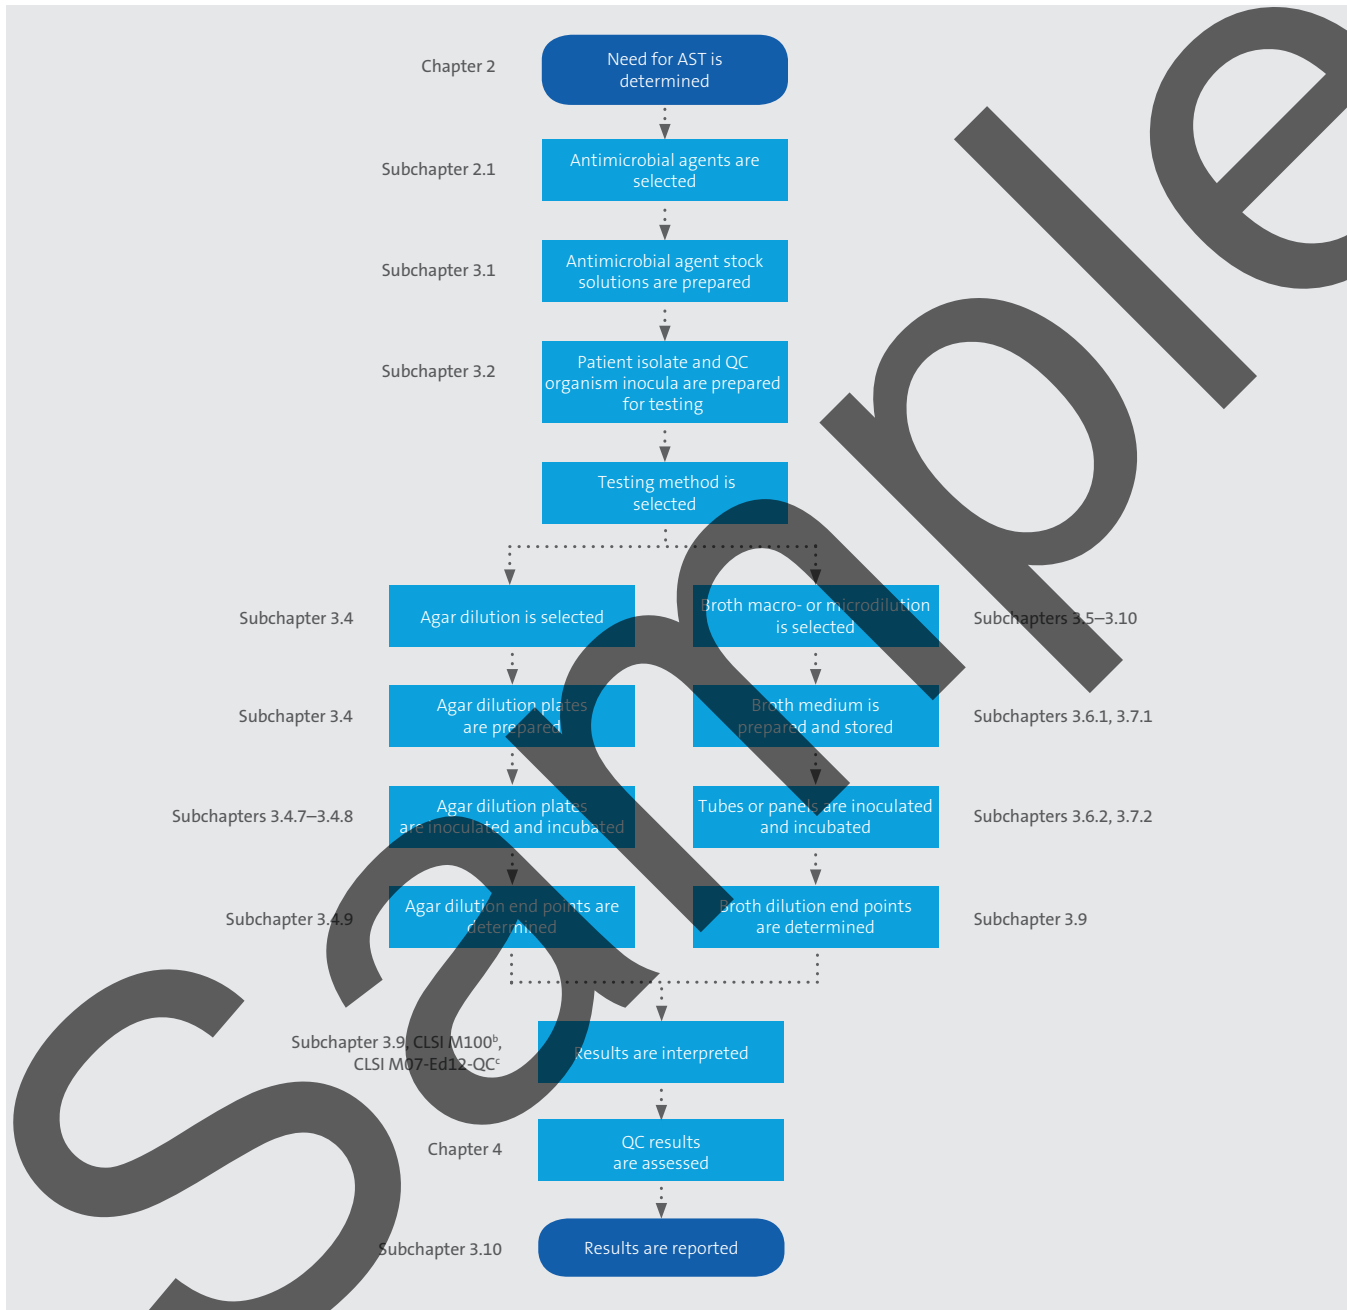 Chapter 2
Need for AST is
determined
Subchapter 2.1
Antimicrobial agents are
selected
Subchapter 3.1
Antimicrobial agent stock
solutions are prepared
Subchapter 3.2
Patient isolate and QC
organism inocula are prepared
for testing
Testing method is
selected
Subchapter 3.4
Agar dilution is selected
Broth macro- or microdilution
is selected
Subchapters 3.5–3.10
Subchapter 3.4
Agar dilution plates
are prepared
Broth medium is
prepared and stored
Subchapters 3.6.1, 3.7.1
Subchapters 3.4.7–3.4.8
Agar dilution plates
are inoculated and incubated
Tubes or panels are inoculated
and incubated
Subchapters 3.6.2, 3.7.2
Subchapter 3.4.9
Agar dilution end points are
determined
Broth dilution end points
are determined
Subchapter 3.9
Subchapter 3.9, CLSI M100ᵇ,
CLSI M07-Ed12-QCᶜ
Results are interpreted
Chapter 4
QC results
are assessed
Subchapter 3.10
Results are reported
Sample